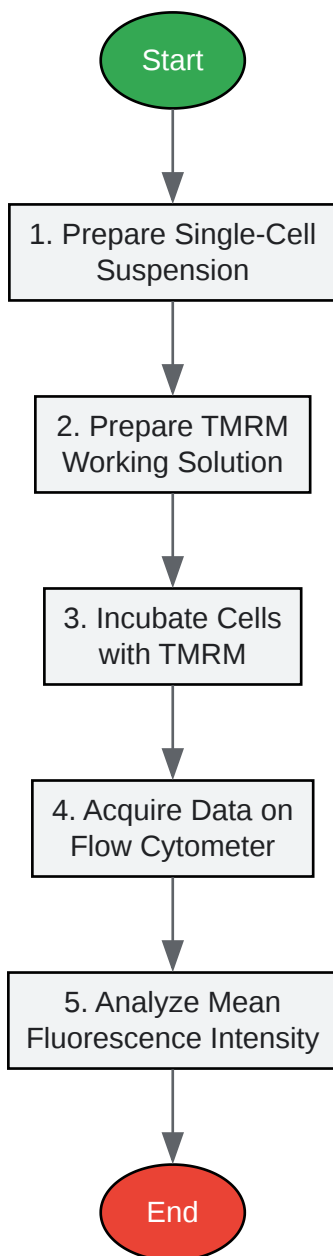 Start
1. Prepare Single-Cell
Suspension
2. Prepare TMRM
Working Solution
3. Incubate Cells
with TMRM
4. Acquire Data on
Flow Cytometer
5. Analyze Mean
Fluorescence Intensity
End